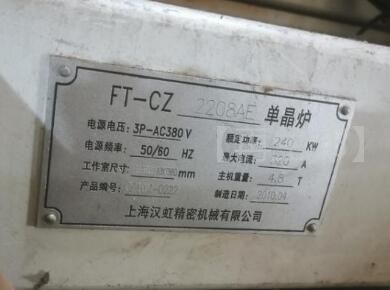 FT-CZ 2208AE 单晶炉
电源电压: 3P-AC380V 额定功率: 240 KW
电源频率: 50/60 HZ 最大电流: A
工作室尺寸: mm 主机重量: 4.8 T
产品编号: 制造日期: 2010.04
上海汉虹精密机械有限公司